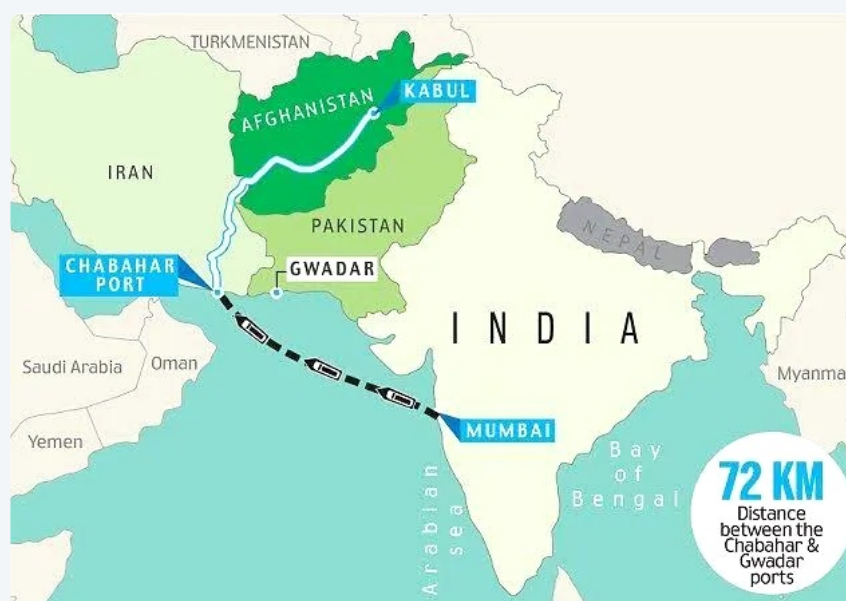 TURKMENISTAN
AFGHANISTAN
KABUL
IRAN
PAKISTAN
NEPAL
CHABAHAR
PORT
GWADAR
INDIA
Saudi Arabia
Oman
Myanma
Yemen
MUMBAI
Bay
of
Bengal
Arabian
sea
72 KM
Distance
between the
Chabahar &
Gwadar
ports